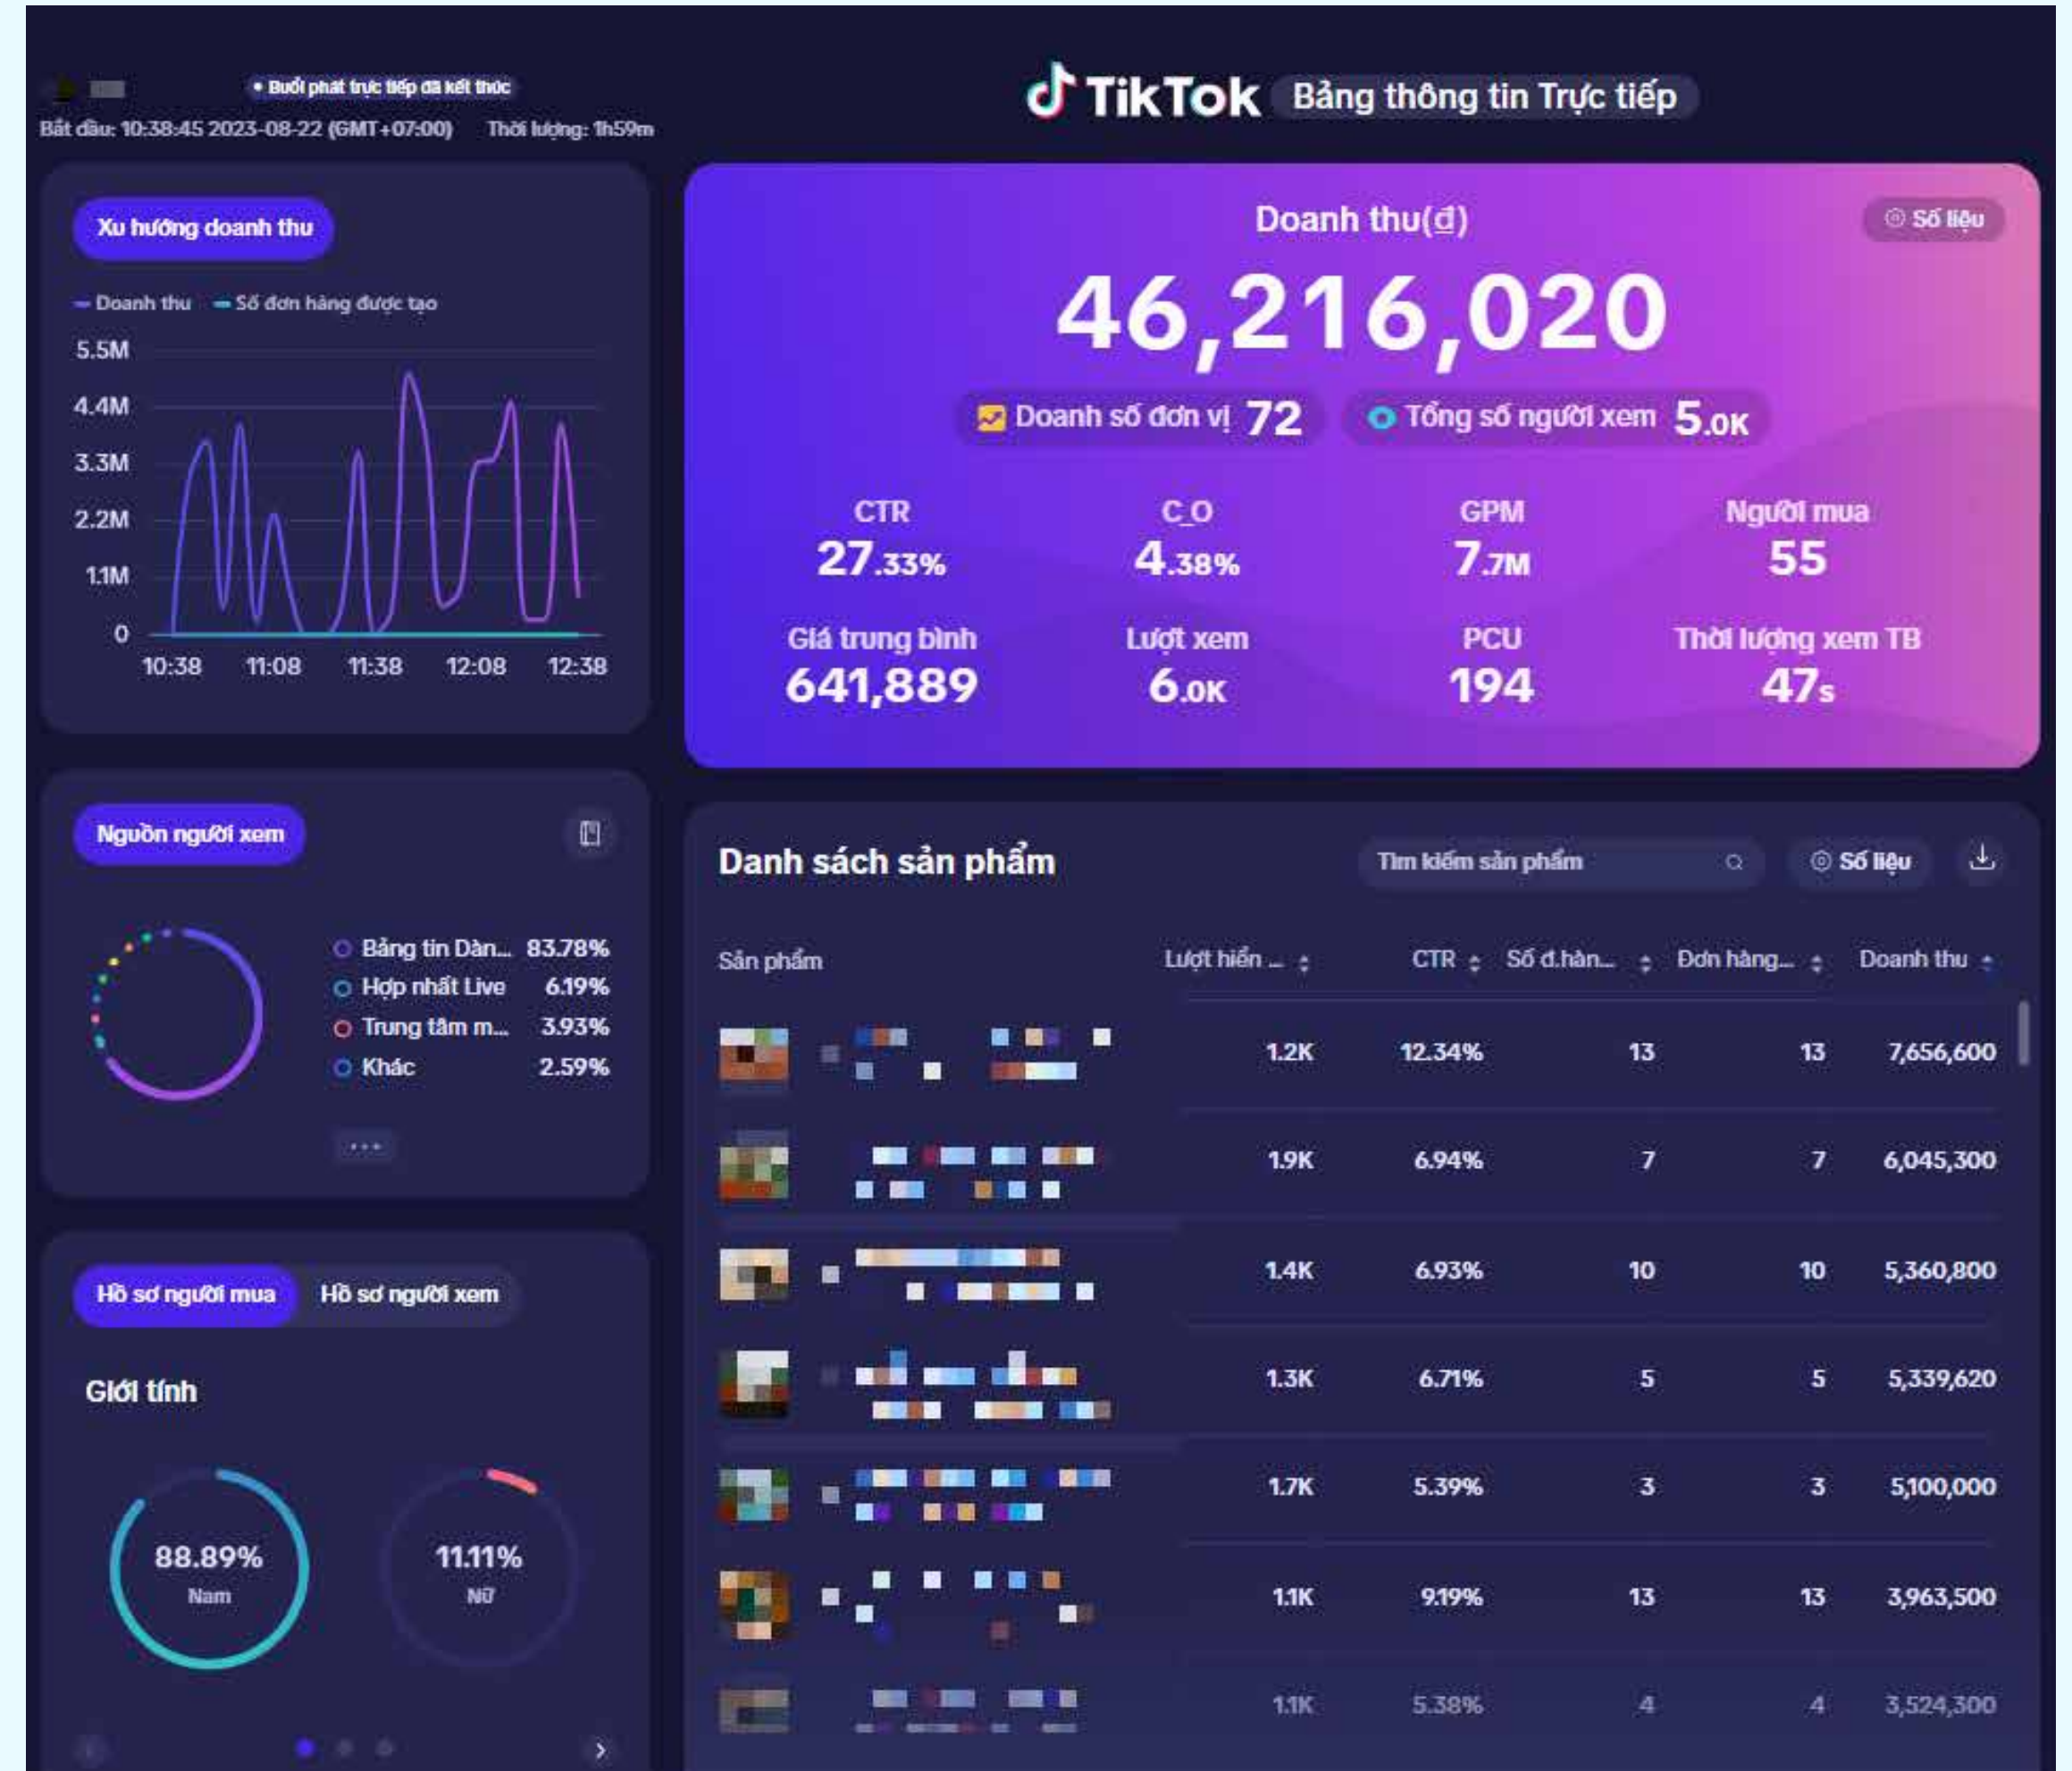 • Buổi phát trực tiếp đã kết thúc
Bắt đầu: 10:38:45 2023-08-22 (GMT+07:00) Thời lượng: 1h59m
TikTok Bảng thông tin Trực tiếp
Xu hướng doanh thu
Doanh thu Số đơn hàng được tạo
5.5M
4.4M
3.3M
2.2M
1.1M
0
10:38 11:08 11:38 12:08 12:38
Doanh thu(₫)
Số liệu
46,216,020
Doanh số đơn vị 72 Tổng số người xem 5.0K
CTR C_O GPM Người mua
27.33% 4.38% 7.7M 55
Giá trung bình Lượt xem PCU Thời lượng xem TB
641,889 6.0K 194 47s
Nguồn người xem
Bảng tin Dàn... 83.78%
Hợp nhất Live 6.19%
Trung tâm m... 3.93%
Khác 2.59%
...
Hồ sơ người mua Hồ sơ người xem
Giới tính
88.89% 11.11%
Nam Nữ
Danh sách sản phẩm
Tìm kiếm sản phẩm Số liệu
Sản phẩm Lượt hiển ... CTR Số đ.hàn... Đơn hàng... Doanh thu
1.2K 12.34% 13 13 7,656,600
1.9K 6.94% 7 7 6,045,300
1.4K 6.93% 10 10 5,360,800
1.3K 6.71% 5 5 5,339,620
1.7K 5.39% 3 3 5,100,000
1.1K 9.19% 13 13 3,963,500
1.1K 5.38% 4 4 3,524,300